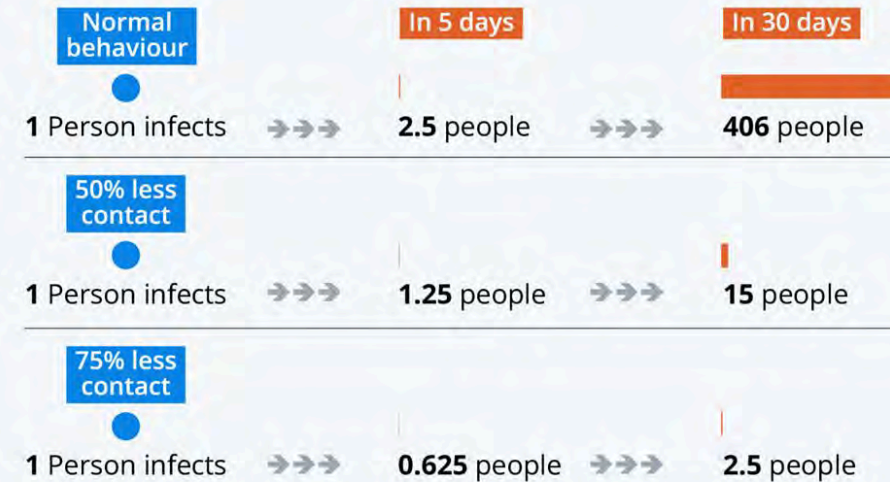 Normal
behaviour
In 5 days
In 30 days
1 Person infects
2.5 people
406 people
50% less
contact
1 Person infects
1.25 people
15 people
75% less
contact
1 Person infects
0.625 people
2.5 people